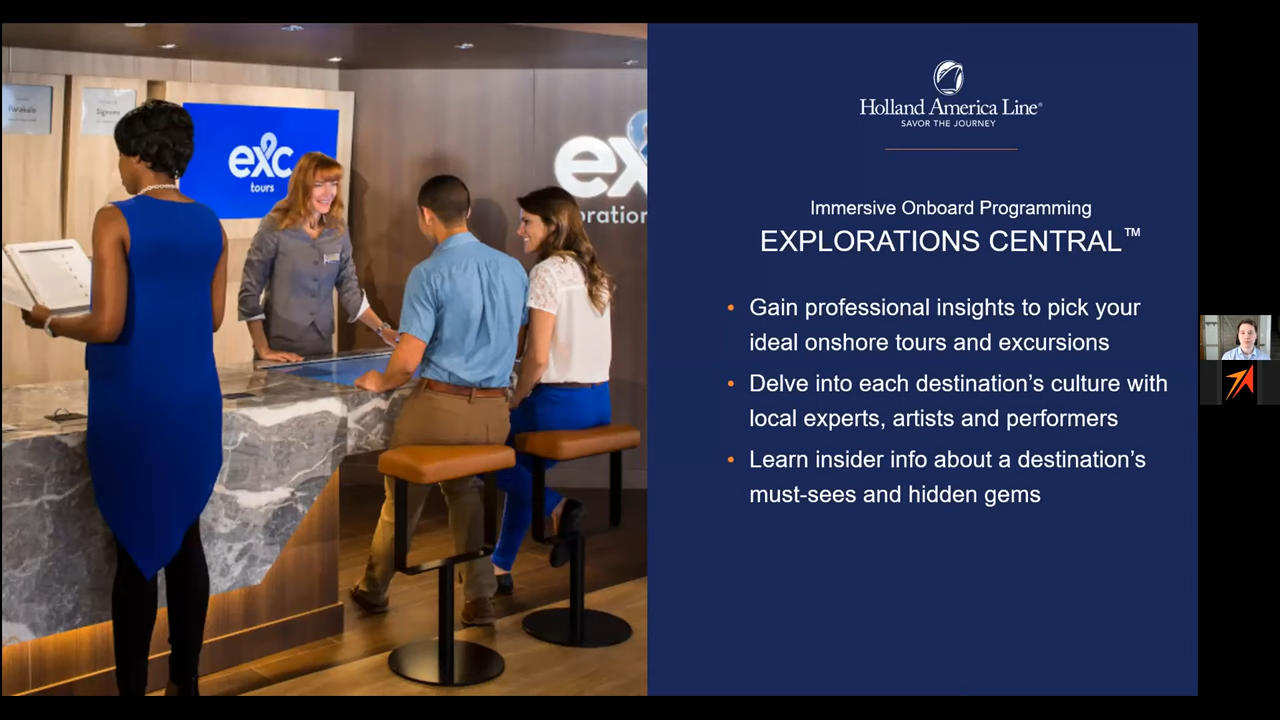 exc
tours
ex
Holland America Line®
SAVOR THE JOURNEY
Immersive Onboard Programming
EXPLORATIONS CENTRAL™
• Gain professional insights to pick your
ideal onshore tours and excursions
• Delve into each destination’s culture with
local experts, artists and performers
• Learn insider info about a destination’s
must-sees and hidden gems